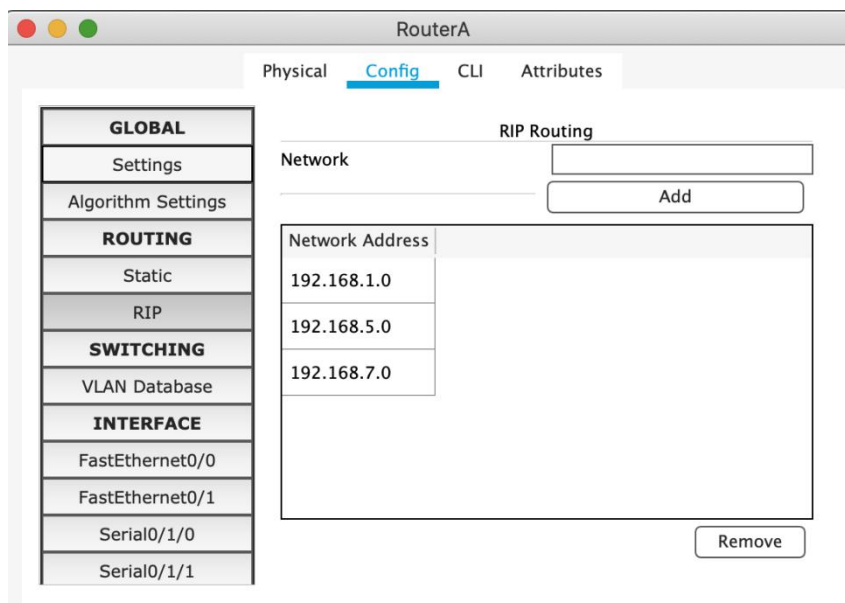 RouterA
Physical Config CLI Attributes
GLOBAL
Settings
Algorithm Settings
ROUTING
Static
RIP
SWITCHING
VLAN Database
INTERFACE
FastEthernet0/0
FastEthernet0/1
Serial0/1/0
Serial0/1/1
RIP Routing
Network
Add
Network Address
192.168.1.0
192.168.5.0
192.168.7.0
Remove